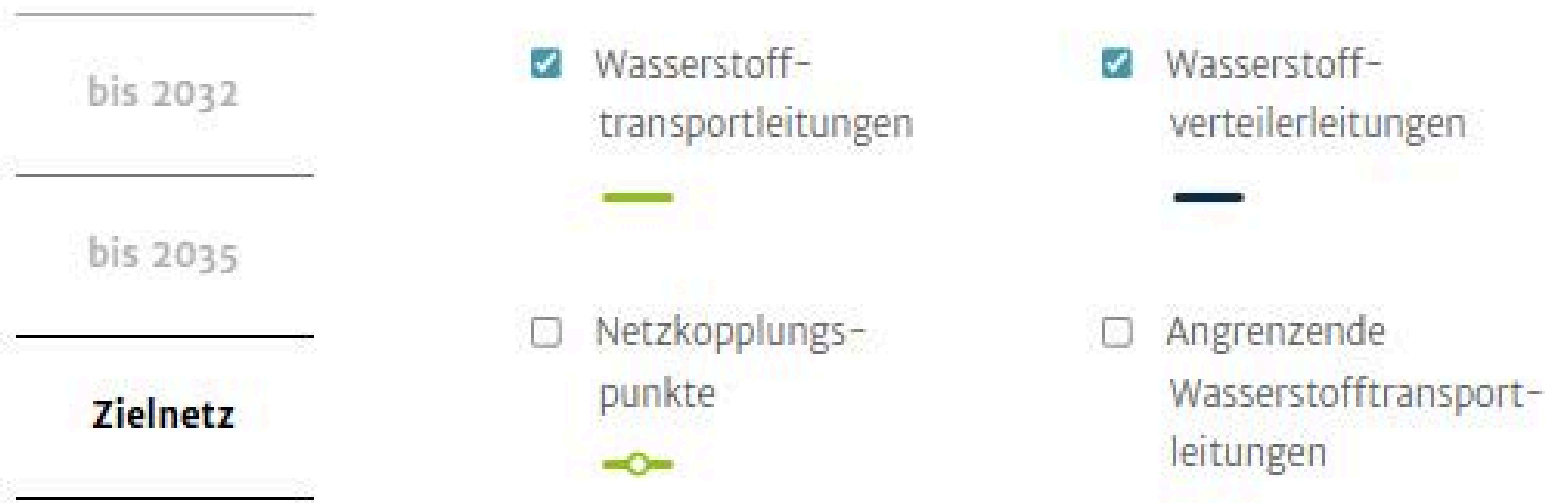 bis 2032
bis 2035
Zielnetz
Wasserstoff-
transportleitungen
Wasserstoff-
verteilerleitungen
Netzkopplungs-
punkte
Angrenzende
Wasserstofftransport-
leitungen